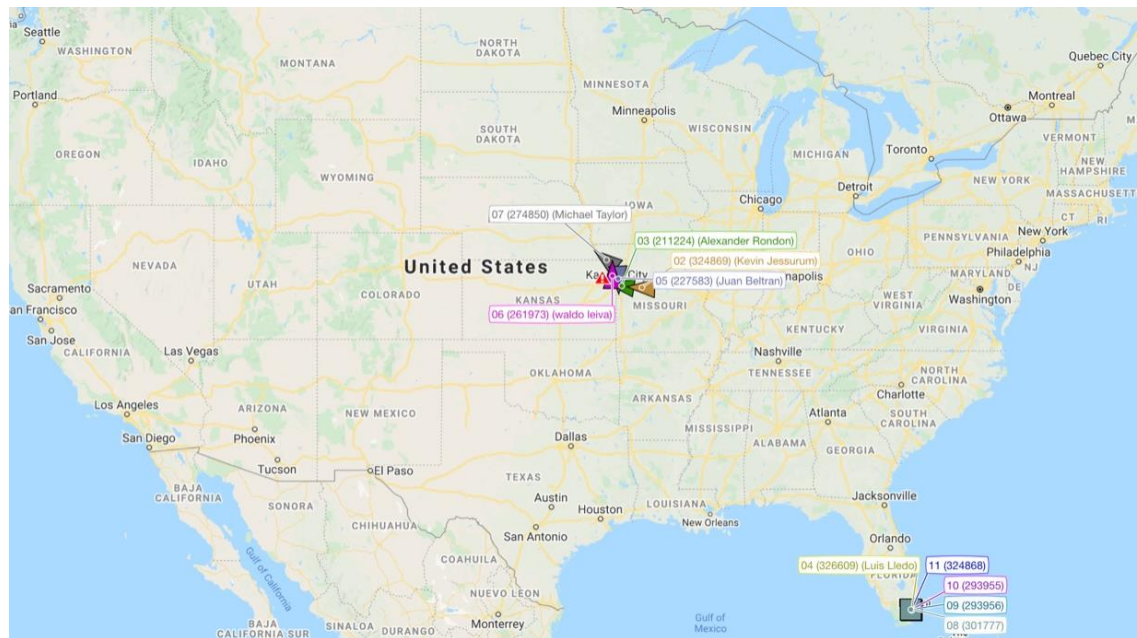 Seattle
WASHINGTON
Portland
OREGON
IDAHO
MONTANA
NORTH
DAKOTA
SOUTH
DAKOTA
WYOMING
MINNESOTA
Minneapolis
WISCONSIN
MICHIGAN
Quebec City
Montreal
Ottawa
Toronto
VERMONT
NEW
HAMPSHIRE
MASSACHUSETT
NEW YORK
CT
RI
Detroit
Chicago
IOWA
07 (274850) (Michael Taylor)
03 (211224) (Alexander Rondon)
02 (324869) (Kevin Jessurum)
05 (227583) (Juan Beltran)
06 (261973) (waldo leiva)
United States
NEVADA
UTAH
COLORADO
KANSAS
MISSOURI
napolis
OHIO
PENNSYLVANIA
New York
Philadelphia
NJ
MARYLAND
DE
Washington
WEST
VIRGINIA
VIRGINIA
KENTUCKY
Sacramento
an Francisco
San Jose
CALIFORNIA
Las Vegas
Los Angeles
San Diego
ARIZONA
Phoenix
Tucson
NEW MEXICO
El Paso
OKLAHOMA
ARKANSAS
Nashville
TENNESSEE
NORTH
CAROLINA
Charlotte
SOUTH
CAROLINA
Atlanta
MISSISSIPPI
ALABAMA
GEORGIA
Dallas
TEXAS
Austin
Houston
San Antonio
LOUISIANA
New Orleans
Jacksonville
Orlando
FLORIDA
04 (326609) (Luis Lledo)
11 (324868)
10 (293955)
09 (293956)
08 (301777)
BAJA
CALIFORNIA
SONORA
CHIHUAHUA
COAHUILA
NUEVO LEON
Monterrey
Gulf of California
BAJA
CALIFORNIA SUR
SINALOA
DURANGO
Gulf of
Mexico